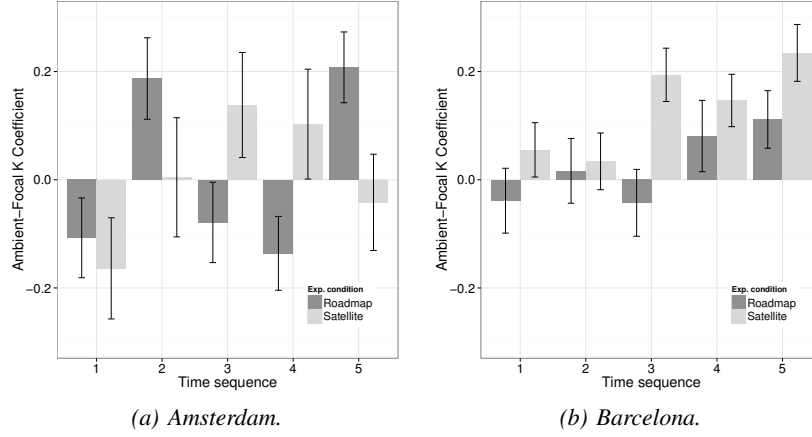 Ambient−Focal K Coefficient
0.2
0.0
−0.2
Exp. condition
Roadmap
Satellite
1 2 3 4 5
Time sequence
(a) Amsterdam.
Ambient−Focal K Coefficient
0.2
0.0
−0.2
Exp. condition
Roadmap
Satellite
1 2 3 4 5
Time sequence
(b) Barcelona.